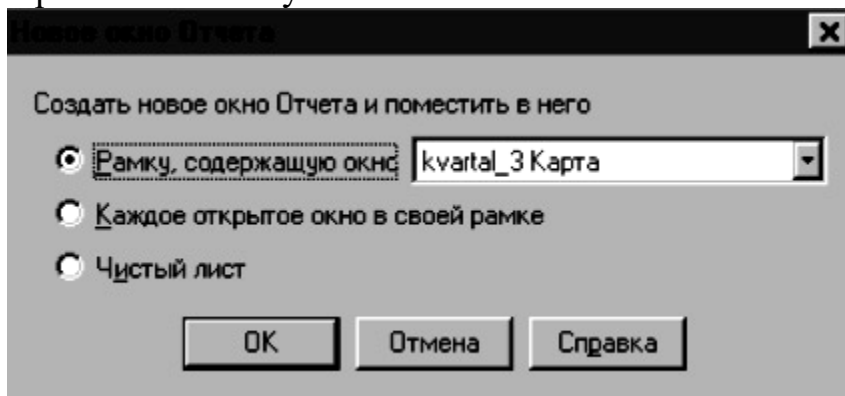 Новое окно Отчета
Создать новое окно Отчета и поместить в него
Рамку, содержащую окно kvartal_3 Карта
Каждое открытое окно в своей рамке
Чистый лист
OK Отмена Справка